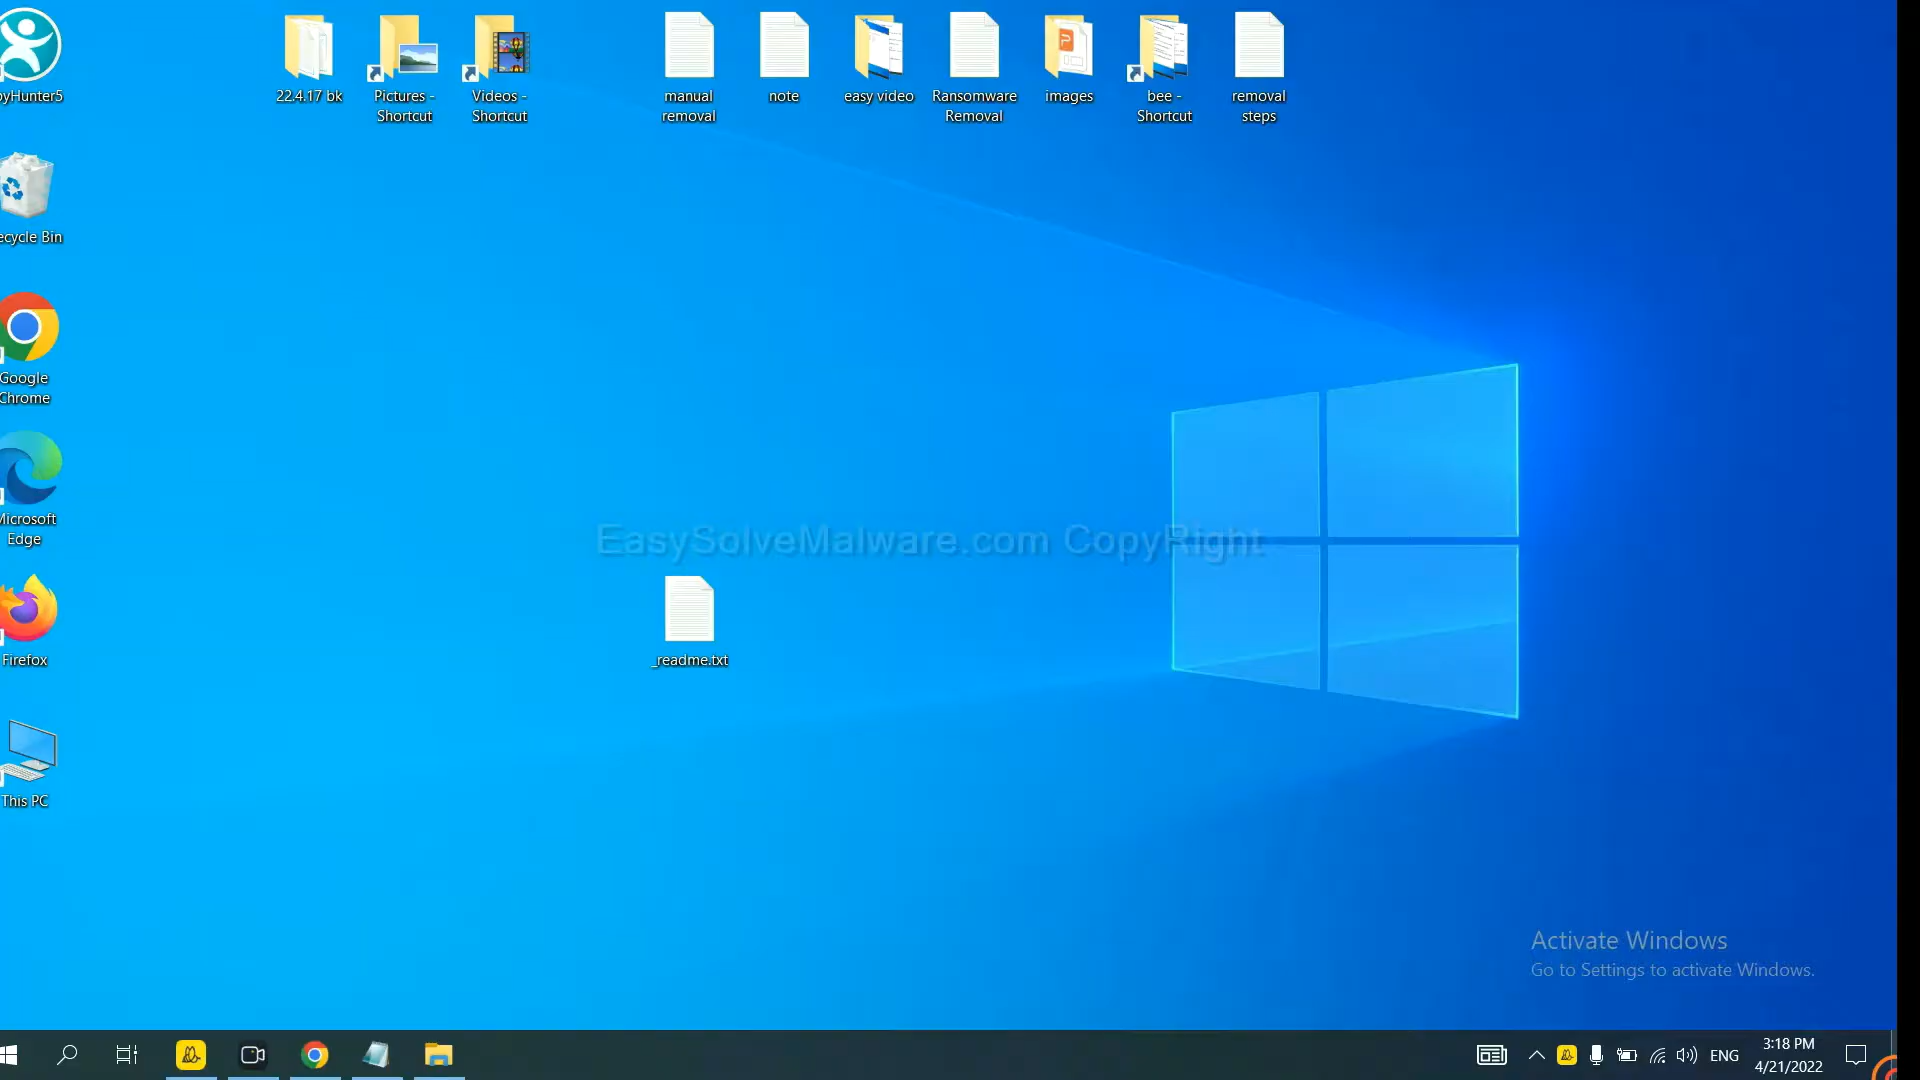 yHunter5
22.4.17 bk
Pictures -
Shortcut
Videos -
Shortcut
manual
removal
note
easy video
Ransomware
Removal
images
bee -
Shortcut
removal
steps
ecycle Bin
Google
Chrome
Microsoft
Edge
Firefox
This PC
EasySolveMalware.com CopyRight
_readme.txt
Activate Windows
Go to Settings to activate Windows.
ENG
3:18 PM
4/21/2022